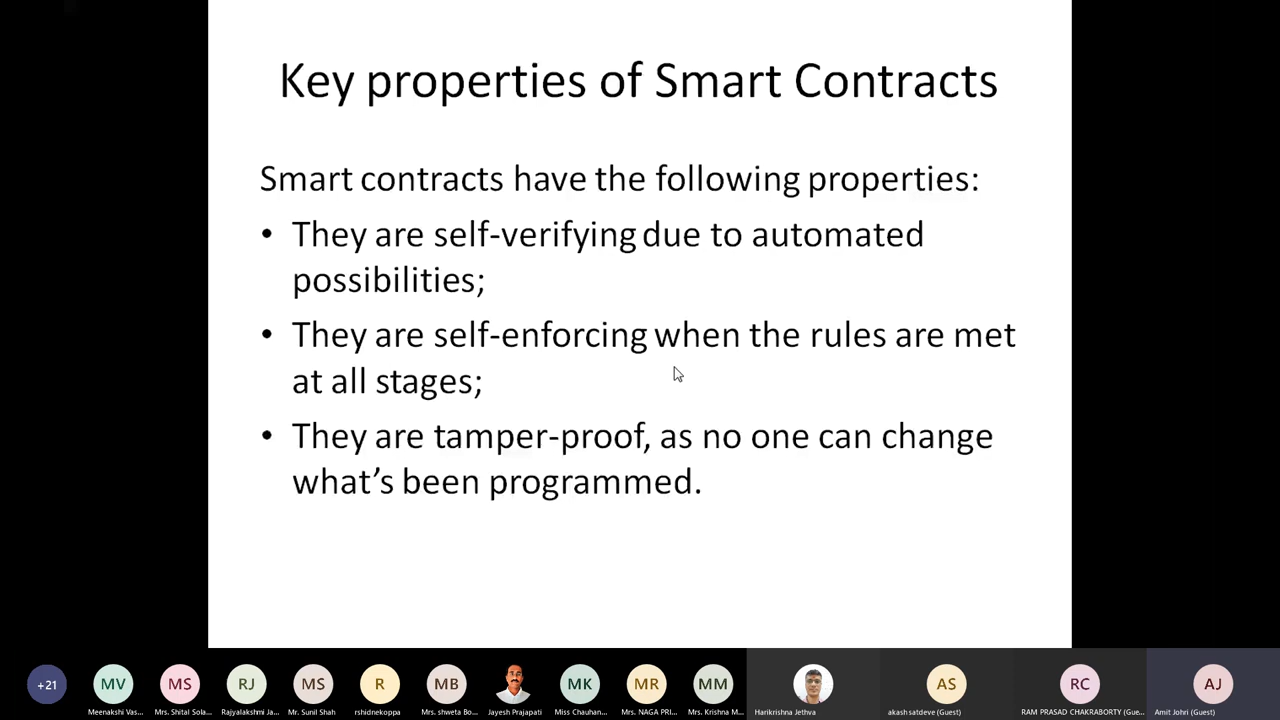 Key properties of Smart Contracts
Smart contracts have the following properties:
• They are self-verifying due to automated
possibilities;
• They are self-enforcing when the rules are met
at all stages;
• They are tamper-proof, as no one can change
what's been programmed.
+21 MV MS RJ MS R MB MK MR MM AS RC AJ
Meenakshi Vas... Mrs. Shital Sola... Rajyalakshmi Ja... Mr. Sunil Shah rshidnekoppa Mrs. shweta Bo... Jayesh Prajapati Miss Chauhan... Mrs. NAGA PRI... Mrs. Krishna M... Harikrishna Jethva akash satdeve (Guest) RAM PRASAD CHAKRABORTY (Gue... Amit Johri (Guest)